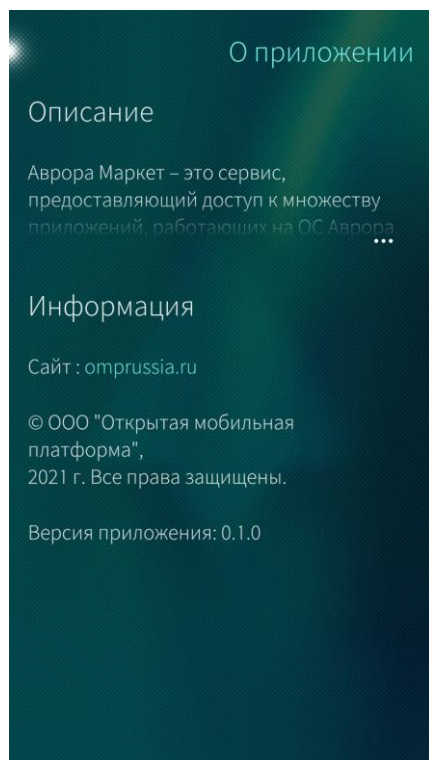 О приложении
Описание
Аврора Маркет – это сервис,
предоставляющий доступ к множеству
приложений, работающих на ОС Аврора.
...
Информация
Сайт : omprussia.ru
© ООО "Открытая мобильная
платформа",
2021 г. Все права защищены.
Версия приложения: 0.1.0